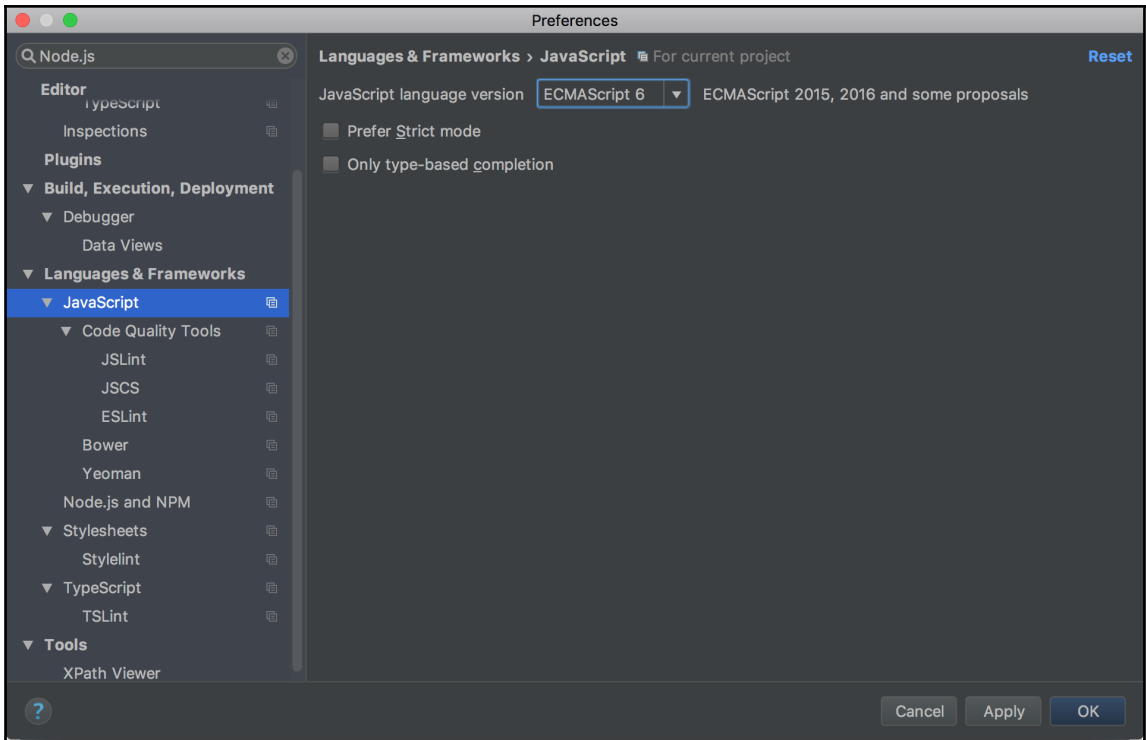 Preferences
Node.js
Editor
TypeScript
Inspections
Plugins
Build, Execution, Deployment
Debugger
Data Views
Languages & Frameworks
JavaScript
Code Quality Tools
JSLint
JSCS
ESLint
Bower
Yeoman
Node.js and NPM
Stylesheets
Stylelint
TypeScript
TSLint
Tools
XPath Viewer
Languages & Frameworks › JavaScript For current project Reset
JavaScript language version ECMAScript 6 ECMAScript 2015, 2016 and some proposals
Prefer Strict mode
Only type-based completion
? Cancel Apply OK